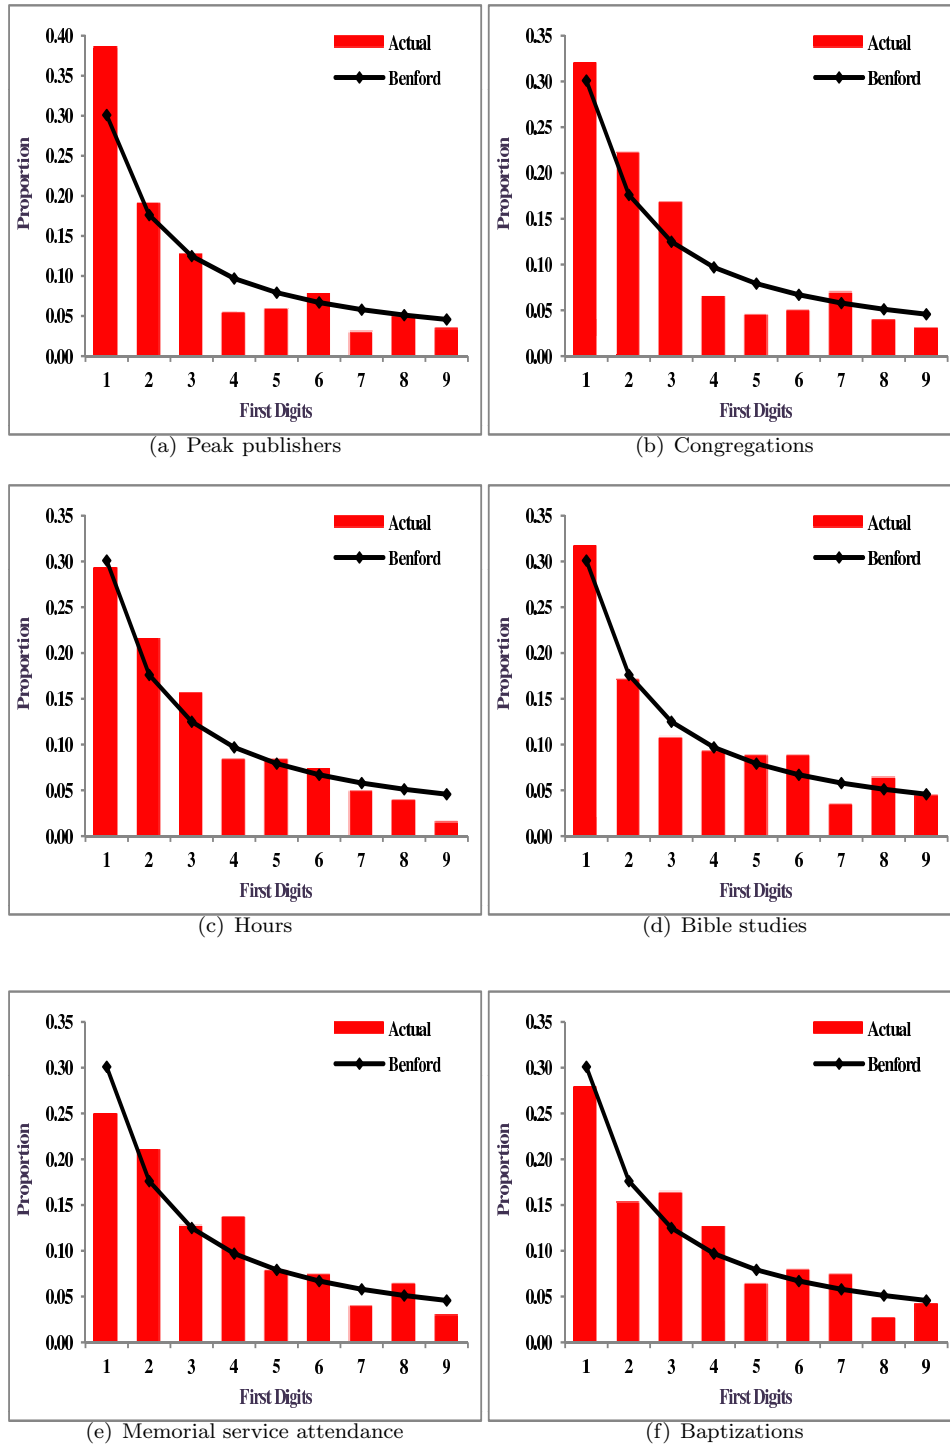 0.40
0.35
0.30
0.25
0.20
0.15
0.10
0.05
0.00
Proportion
Actual
Benford
1 2 3 4 5 6 7 8 9
First Digits
(a) Peak publishers
0.35
0.30
0.25
0.20
0.15
0.10
0.05
0.00
Proportion
Actual
Benford
1 2 3 4 5 6 7 8 9
First Digits
(b) Congregations
0.35
0.30
0.25
0.20
0.15
0.10
0.05
0.00
Proportion
Actual
Benford
1 2 3 4 5 6 7 8 9
First Digits
(c) Hours
0.35
0.30
0.25
0.20
0.15
0.10
0.05
0.00
Proportion
Actual
Benford
1 2 3 4 5 6 7 8 9
First Digits
(d) Bible studies
0.35
0.30
0.25
0.20
0.15
0.10
0.05
0.00
Proportion
Actual
Benford
1 2 3 4 5 6 7 8 9
First Digits
(e) Memorial service attendance
0.35
0.30
0.25
0.20
0.15
0.10
0.05
0.00
Proportion
Actual
Benford
1 2 3 4 5 6 7 8 9
First Digits
(f) Baptizations